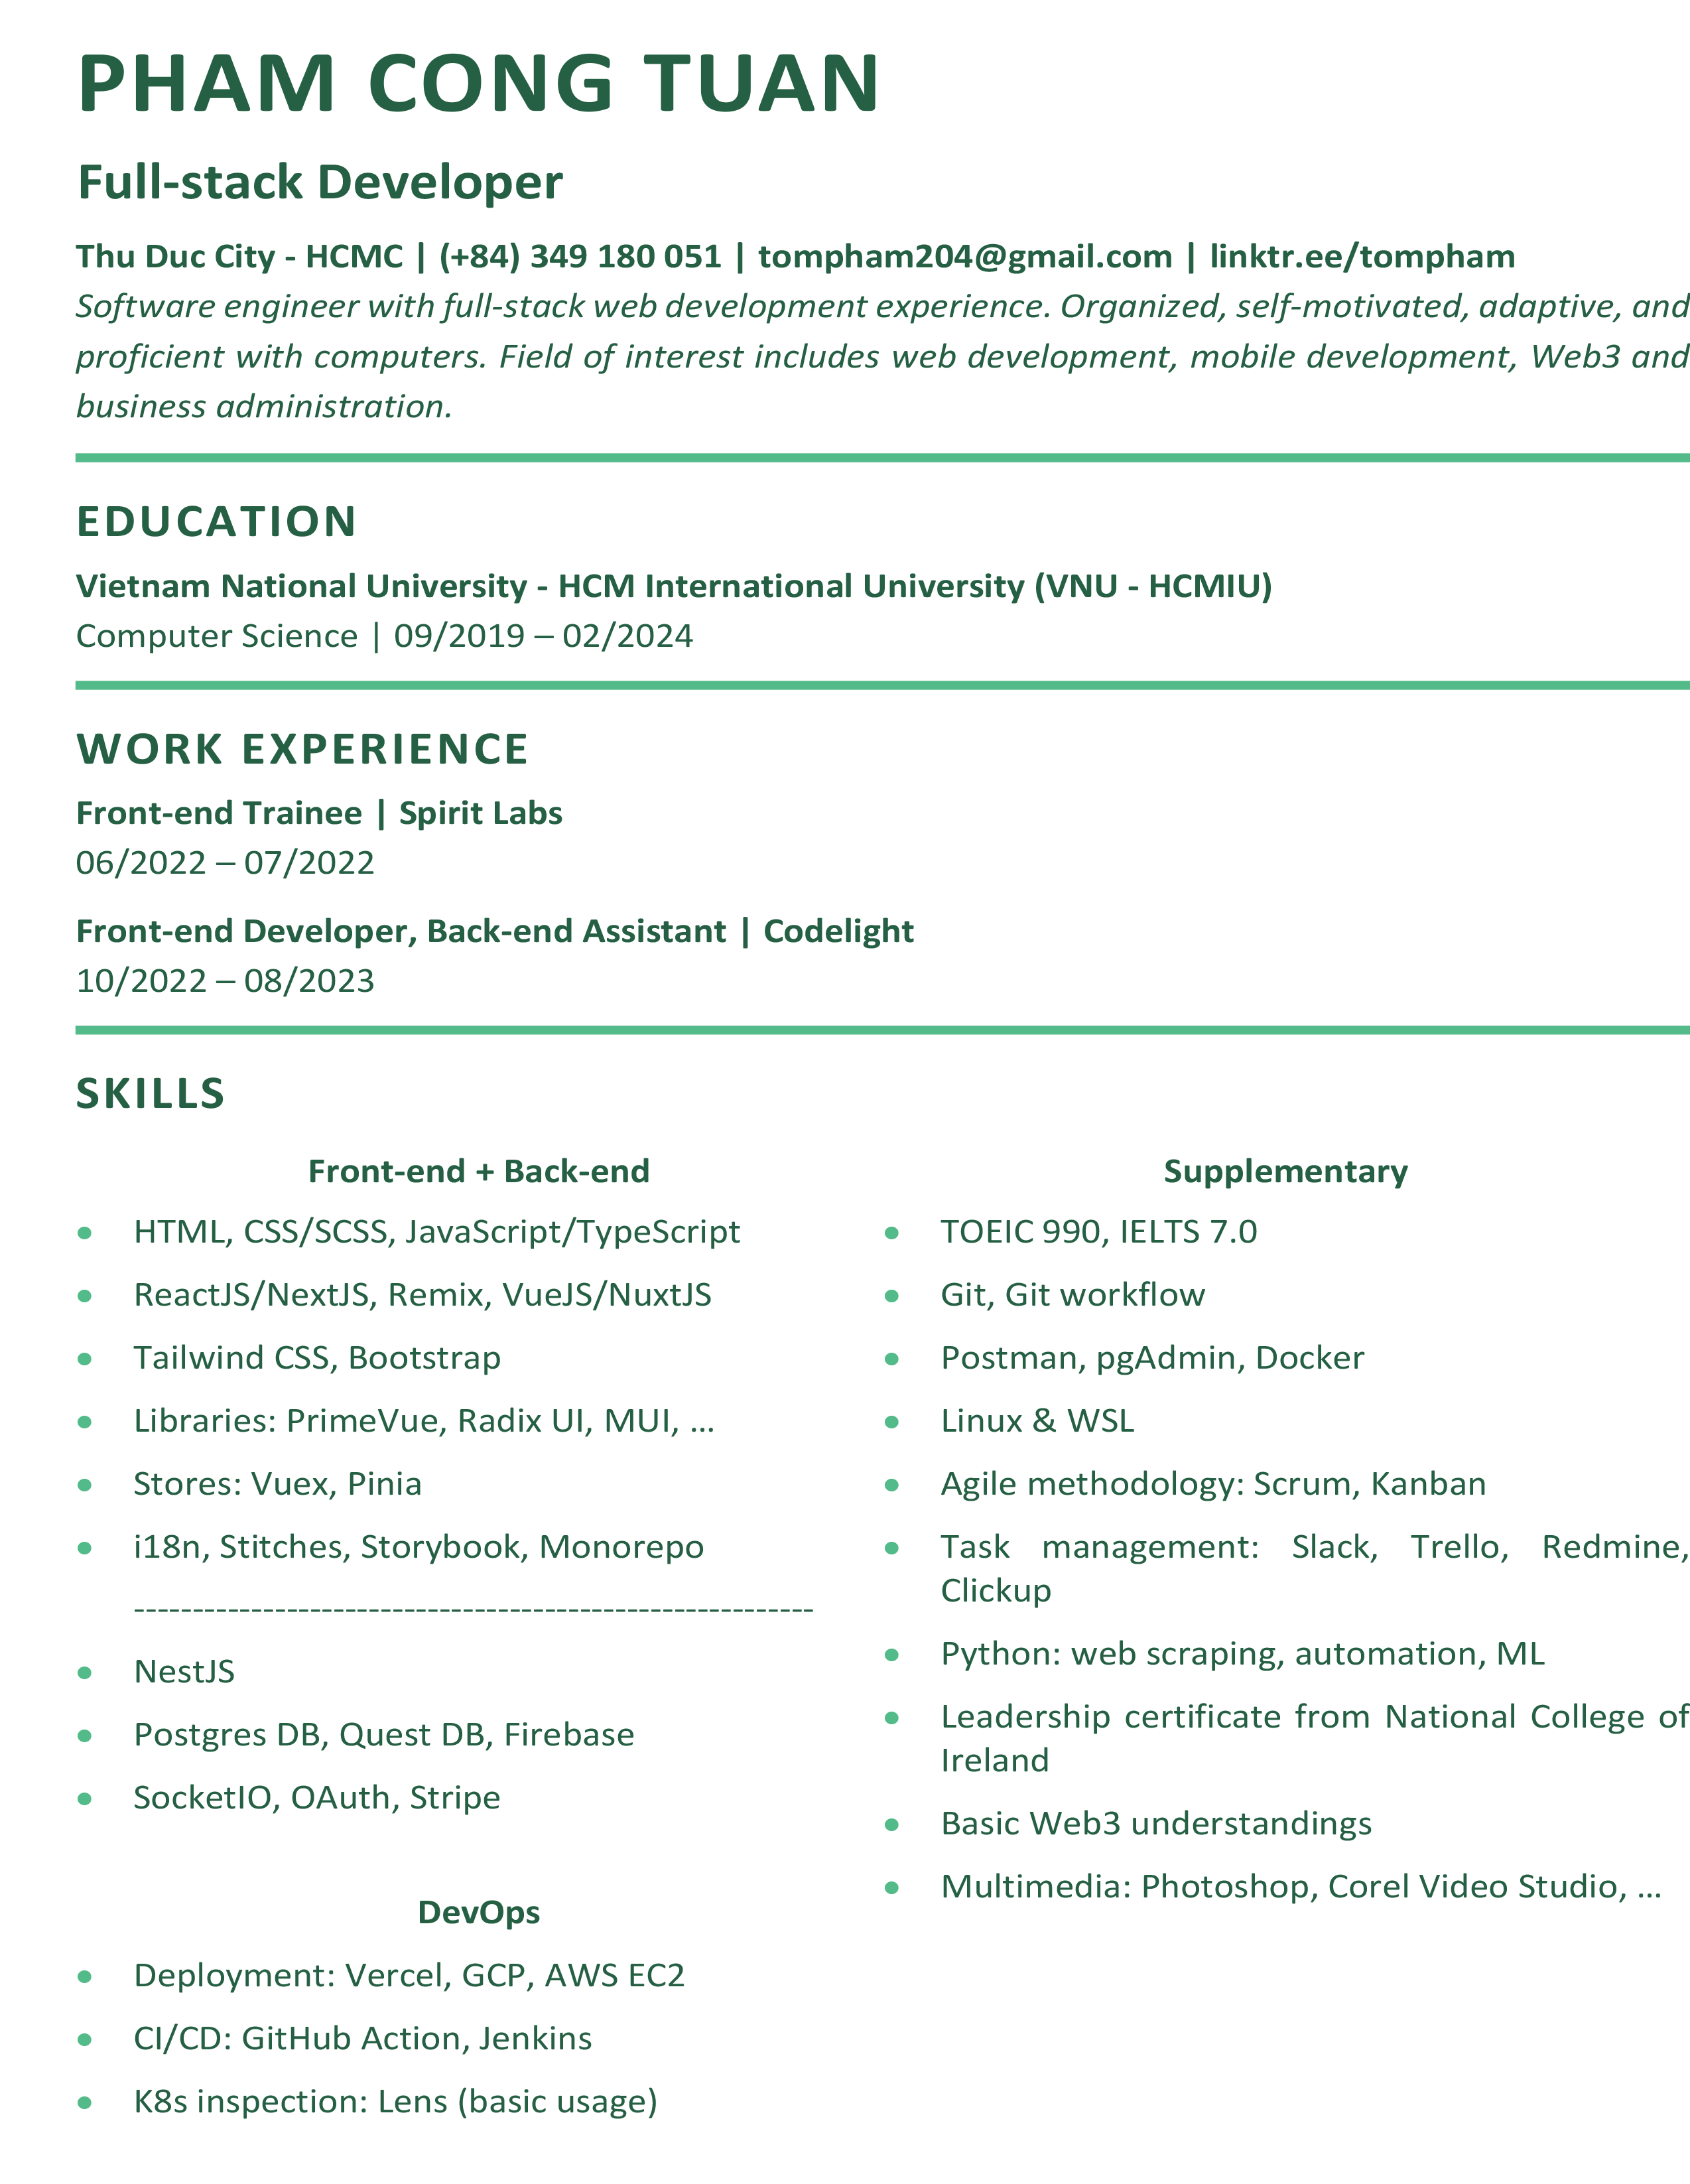 PHAM CONG TUAN
Full-stack Developer
Thu Duc City - HCMC | (+84) 349 180 051 | tompham204@gmail.com | linktr.ee/tompham
Software engineer with full-stack web development experience. Organized, self-motivated, adaptive, and
proficient with computers. Field of interest includes web development, mobile development, Web3 and
business administration.
EDUCATION
Vietnam National University - HCM International University (VNU - HCMIU)
Computer Science | 09/2019 – 02/2024
WORK EXPERIENCE
Front-end Trainee | Spirit Labs
06/2022 – 07/2022
Front-end Developer, Back-end Assistant | Codelight
10/2022 – 08/2023
SKILLS
Front-end + Back-end
• HTML, CSS/SCSS, JavaScript/TypeScript
• ReactJS/NextJS, Remix, VueJS/NuxtJS
• Tailwind CSS, Bootstrap
• Libraries: PrimeVue, Radix UI, MUI, ...
• Stores: Vuex, Pinia
• i18n, Stitches, Storybook, Monorepo
----------------------------------------------------------
• NestJS
• Postgres DB, Quest DB, Firebase
• SocketIO, OAuth, Stripe
DevOps
• Deployment: Vercel, GCP, AWS EC2
• CI/CD: GitHub Action, Jenkins
• K8s inspection: Lens (basic usage)
Supplementary
• TOEIC 990, IELTS 7.0
• Git, Git workflow
• Postman, pgAdmin, Docker
• Linux & WSL
• Agile methodology: Scrum, Kanban
• Task management: Slack, Trello, Redmine,
Clickup
• Python: web scraping, automation, ML
• Leadership certificate from National College of
Ireland
• Basic Web3 understandings
• Multimedia: Photoshop, Corel Video Studio, ...